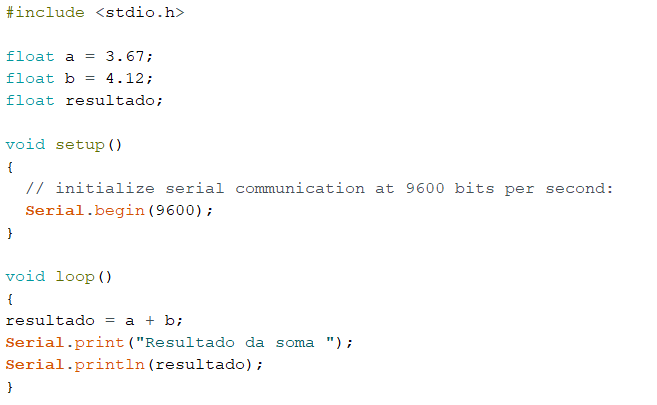 #include <stdio.h>
float a = 3.67;
float b = 4.12;
float resultado;
void setup()
{
  // initialize serial communication at 9600 bits per second:
  Serial.begin(9600);
}
void loop()
{
resultado = a + b;
Serial.print("Resultado da soma ");
Serial.println(resultado);
}